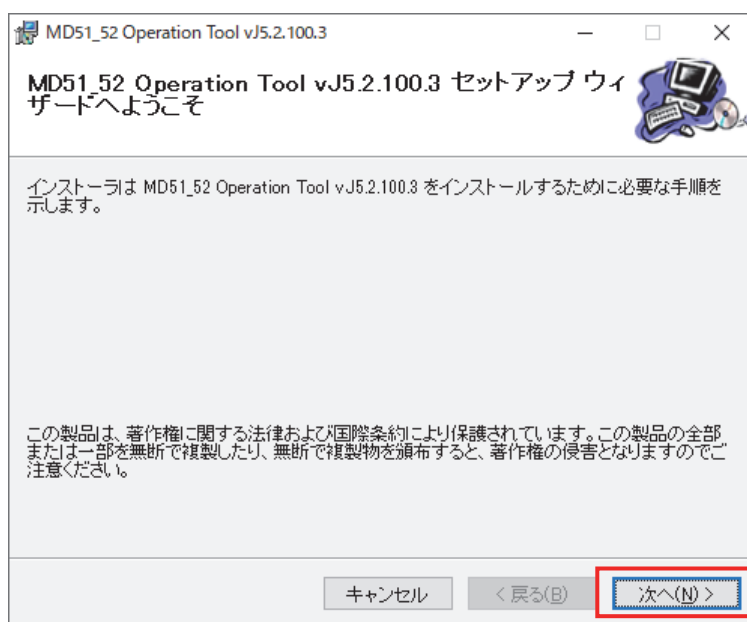 MD51_52 Operation Tool vJ5.2.100.3
MD51_52 Operation Tool vJ5.2.100.3 セットアップ ウィ
ザードへようこそ
インストーラは MD51_52 Operation Tool vJ5.2.100.3 をインストールするために必要な手順を
示します。
この製品は、著作権に関する法律および国際条約により保護されています。この製品の全部
または一部を無断で複製したり、無断で複製物を頒布すると、著作権の侵害となりますのでご
注意ください。
キャンセル
< 戻る(B)
次へ(N) >